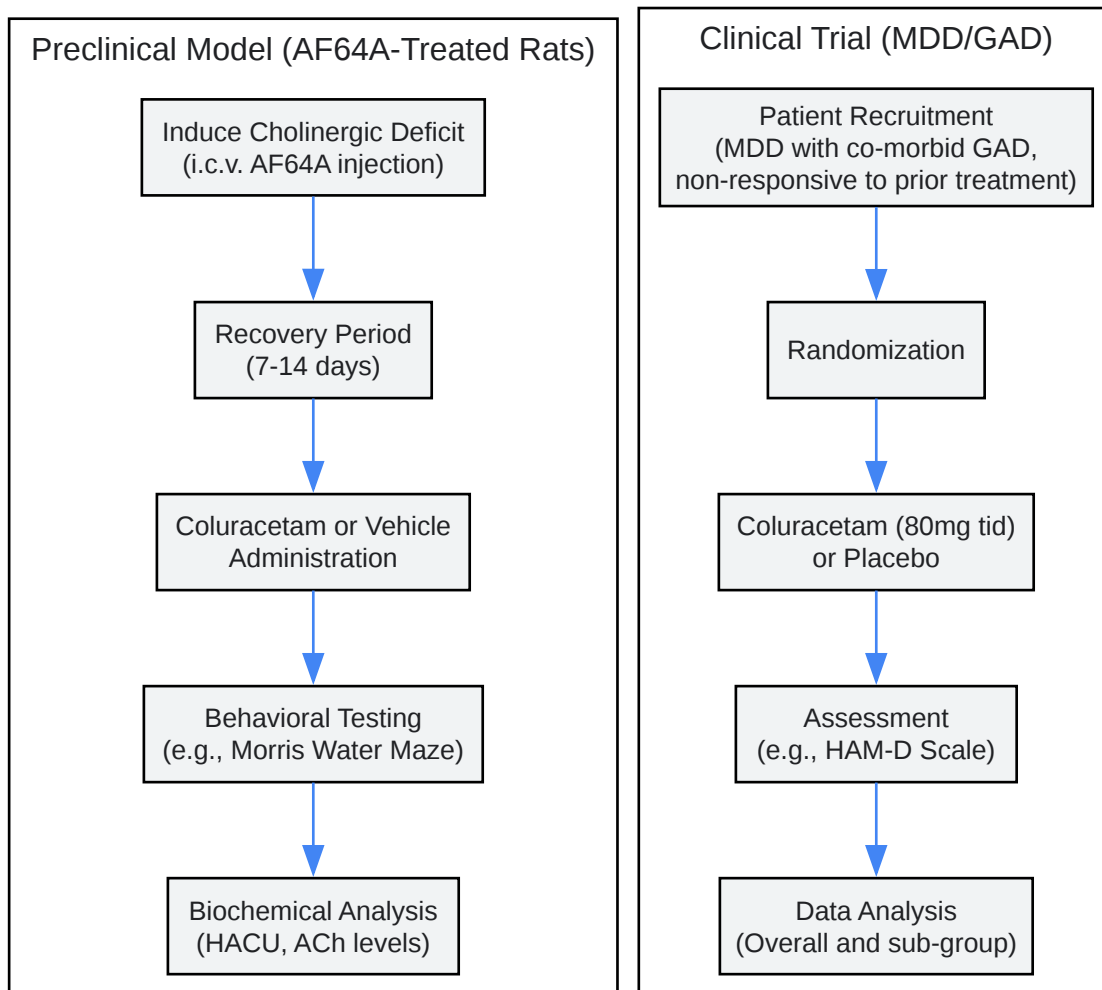 Preclinical Model (AF64A-Treated Rats)
Induce Cholinergic Deficit
(i.c.v. AF64A injection)
Recovery Period
(7-14 days)
Coluracetam or Vehicle
Administration
Behavioral Testing
(e.g., Morris Water Maze)
Biochemical Analysis
(HACU, ACh levels)
Clinical Trial (MDD/GAD)
Patient Recruitment
(MDD with co-morbid GAD,
non-responsive to prior treatment)
Randomization
Coluracetam (80mg tid)
or Placebo
Assessment
(e.g., HAM-D Scale)
Data Analysis
(Overall and sub-group)